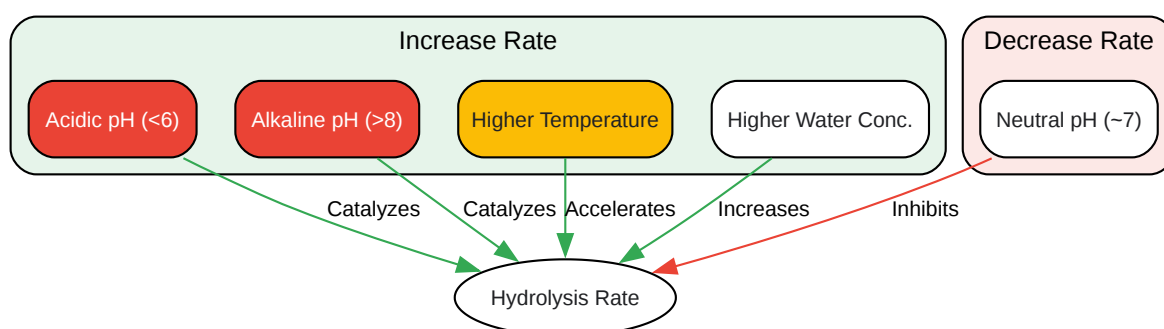 Increase Rate
Decrease Rate
Acidic pH (<6)
Alkaline pH (>8)
Higher Temperature
Higher Water Conc.
Neutral pH (~7)
Catalyzes
Catalyzes
Accelerates
Increases
Inhibits
Hydrolysis Rate